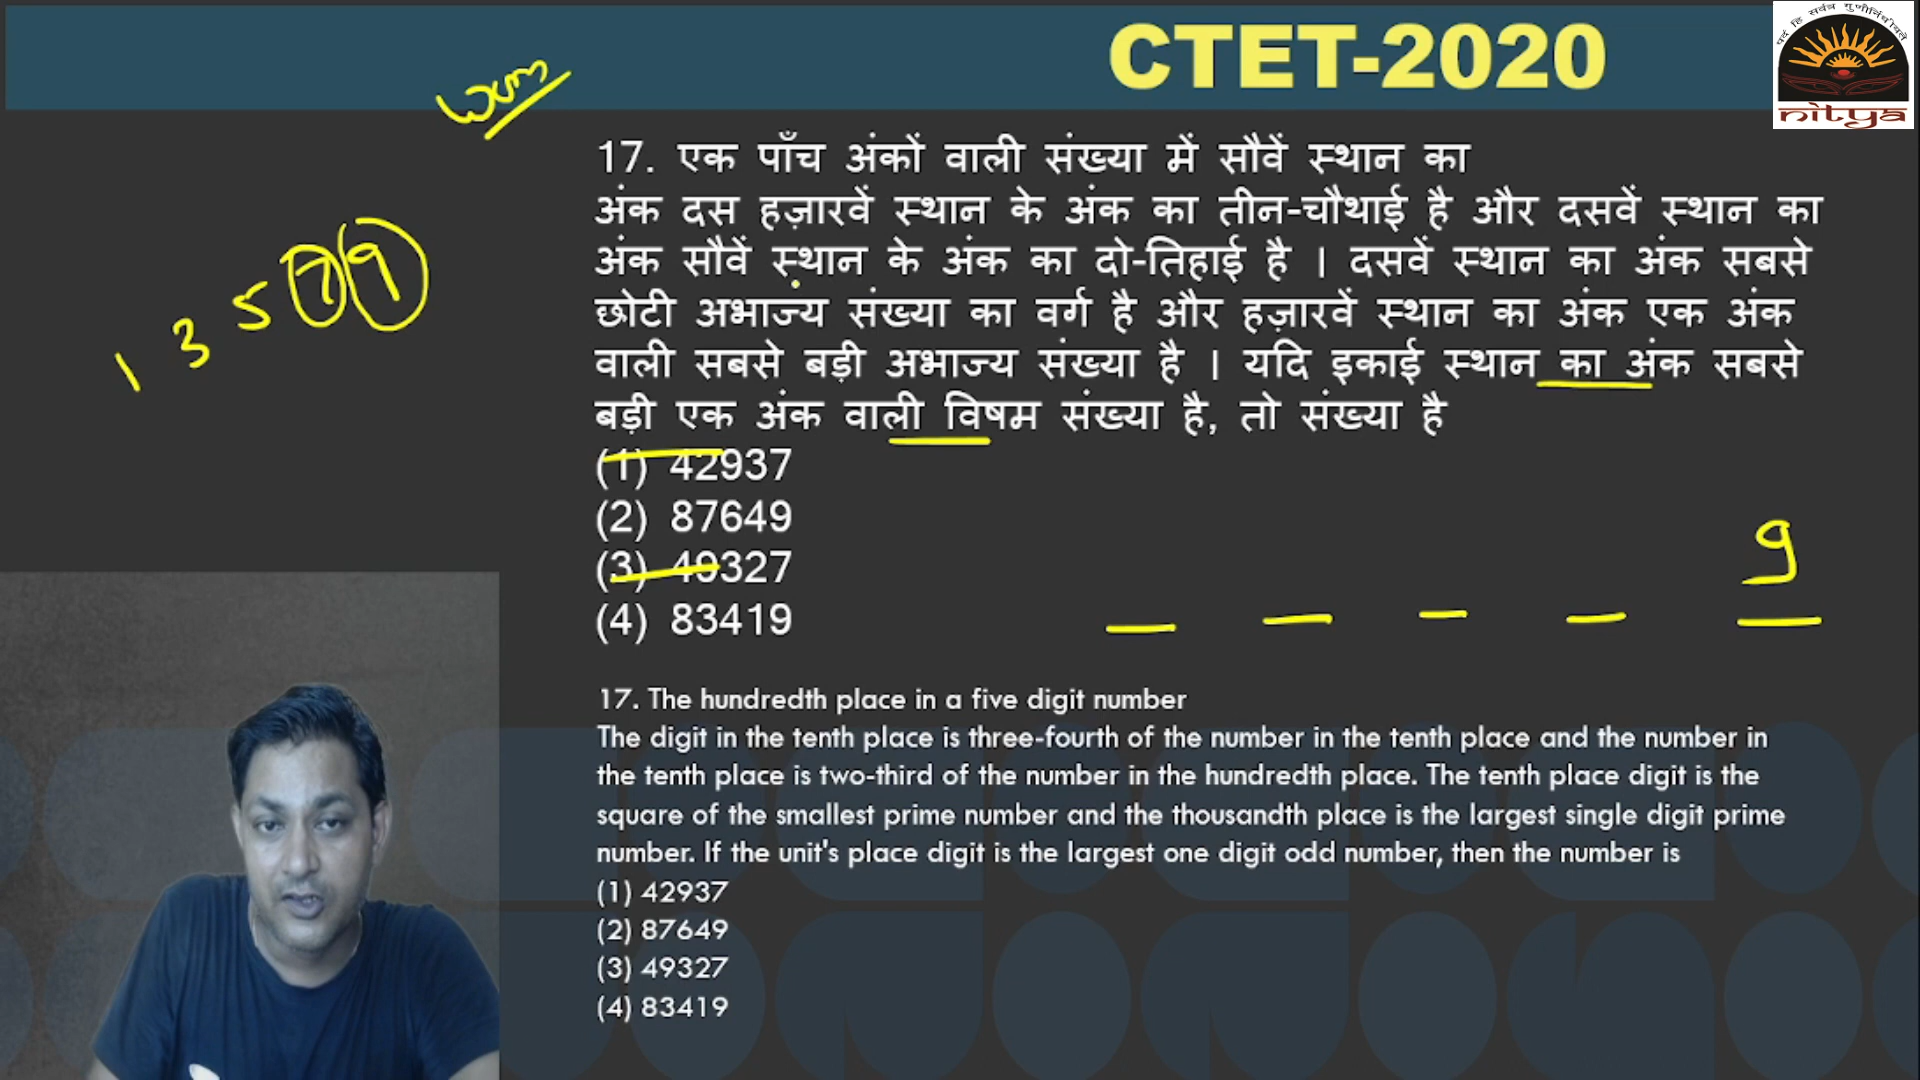 CTET-2020
पदं हि सर्वत्र गुणैर्निधीयते
nitya
17. एक पाँच अंकों वाली संख्या में सौवें स्थान का
अंक दस हज़ारवें स्थान के अंक का तीन-चौथाई है और दसवें स्थान का
अंक सौवें स्थान के अंक का दो-तिहाई है । दसवें स्थान का अंक सबसे
छोटी अभाज्य संख्या का वर्ग है और हज़ारवें स्थान का अंक एक अंक
वाली सबसे बड़ी अभाज्य संख्या है । यदि इकाई स्थान का अंक सबसे
बड़ी एक अंक वाली विषम संख्या है, तो संख्या है
(1) 42937
(2) 87649
(3) 49327
(4) 83419
1 3 5 7 9
9
17. The hundredth place in a five digit number
The digit in the tenth place is three-fourth of the number in the tenth place and the number in
the tenth place is two-third of the number in the hundredth place. The tenth place digit is the
square of the smallest prime number and the thousandth place is the largest single digit prime
number. If the unit's place digit is the largest one digit odd number, then the number is
(1) 42937
(2) 87649
(3) 49327
(4) 83419